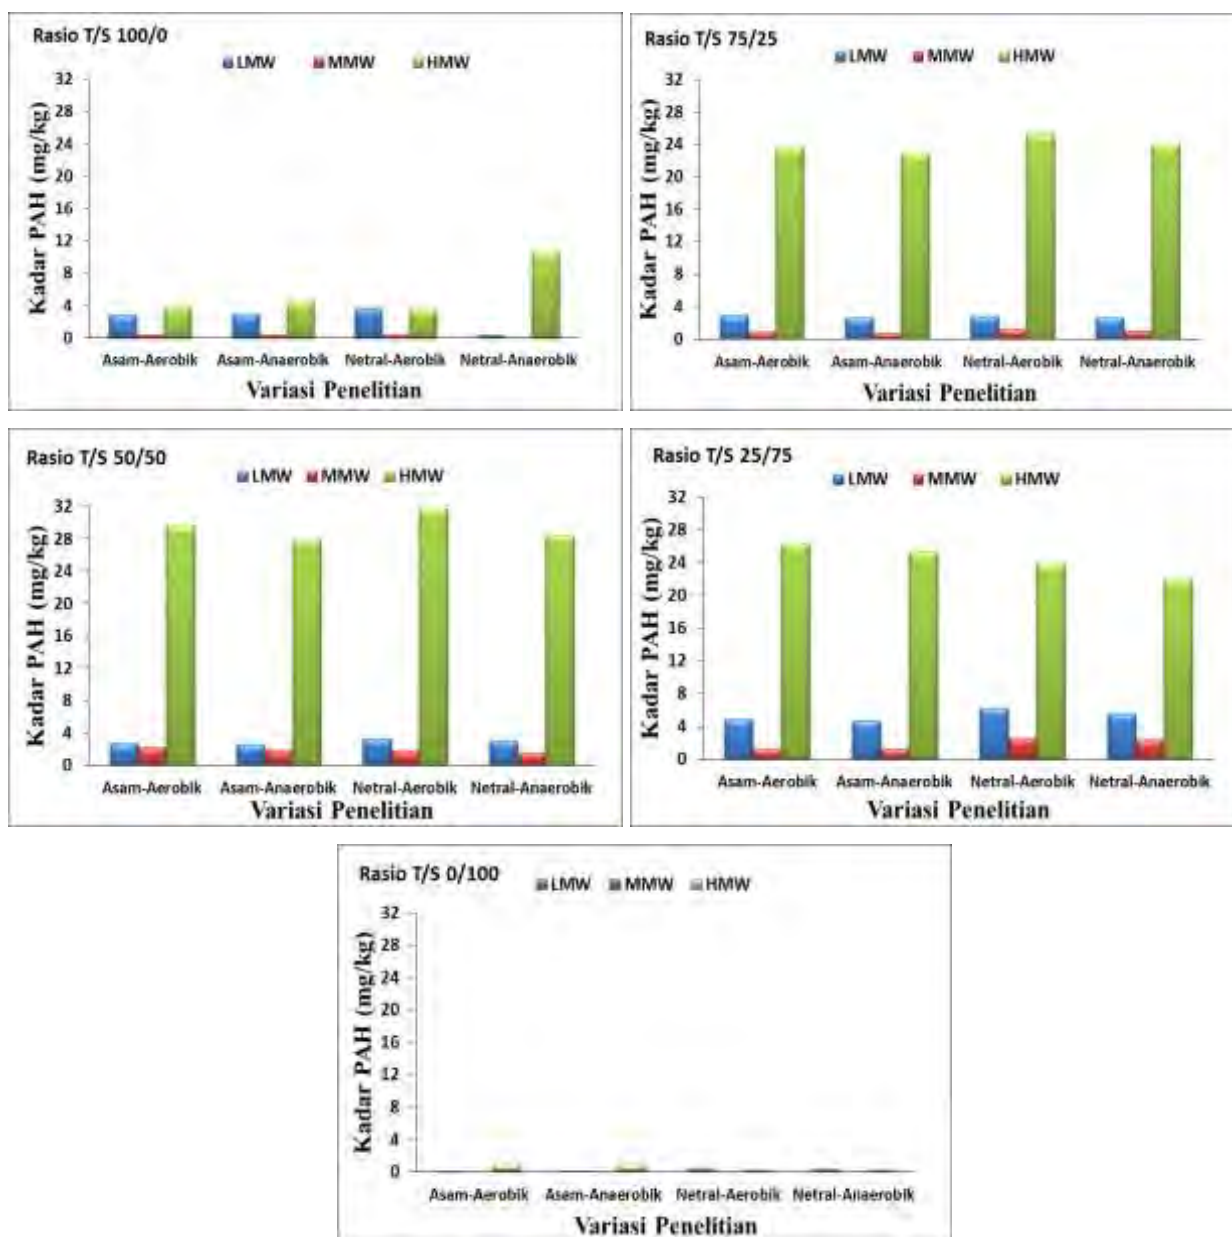 Rasio T/S 100/0
LMW MMW HMW
32
28
24
20
16
12
8
4
0
Kadar PAH (mg/kg)
Asam-Aerobik Asam-Anaerobik Netral-Aerobik Netral-Anaerobik
Variasi Penelitian
Rasio T/S 75/25
LMW MMW HMW
32
28
24
20
16
12
8
4
0
Kadar PAH (mg/kg)
Asam-Aerobik Asam-Anaerobik Netral-Aerobik Netral-Anaerobik
Variasi Penelitian
Rasio T/S 50/50
LMW MMW HMW
32
28
24
20
16
12
8
4
0
Kadar PAH (mg/kg)
Asam-Aerobik Asam-Anaerobik Netral-Aerobik Netral-Anaerobik
Variasi Penelitian
Rasio T/S 25/75
LMW MMW HMW
32
28
24
20
16
12
8
4
0
Kadar PAH (mg/kg)
Asam-Aerobik Asam-Anaerobik Netral-Aerobik Netral-Anaerobik
Variasi Penelitian
Rasio T/S 0/100
LMW MMW HMW
32
28
24
20
16
12
8
4
0
Kadar PAH (mg/kg)
Asam-Aerobik Asam-Anaerobik Netral-Aerobik Netral-Anaerobik
Variasi Penelitian